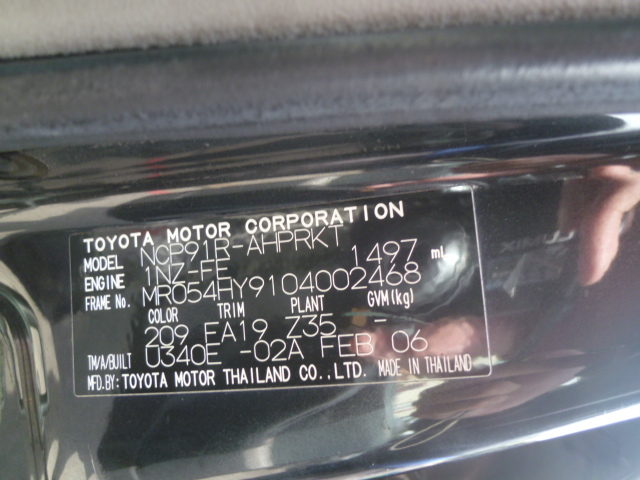 TOYOTA MOTOR CORPORATION
MODEL NCP91R-AHPRKT
ENGINE 1NZ-FE 1497 mL
FRAME No. MR054HY9104002468
COLOR TRIM PLANT GVM(kg)
209 FA19 Z35 -
TM/A/BUILT U340E -02A FEB 06
MFD.BY: TOYOTA MOTOR THAILAND CO.,LTD. MADE IN THAILAND